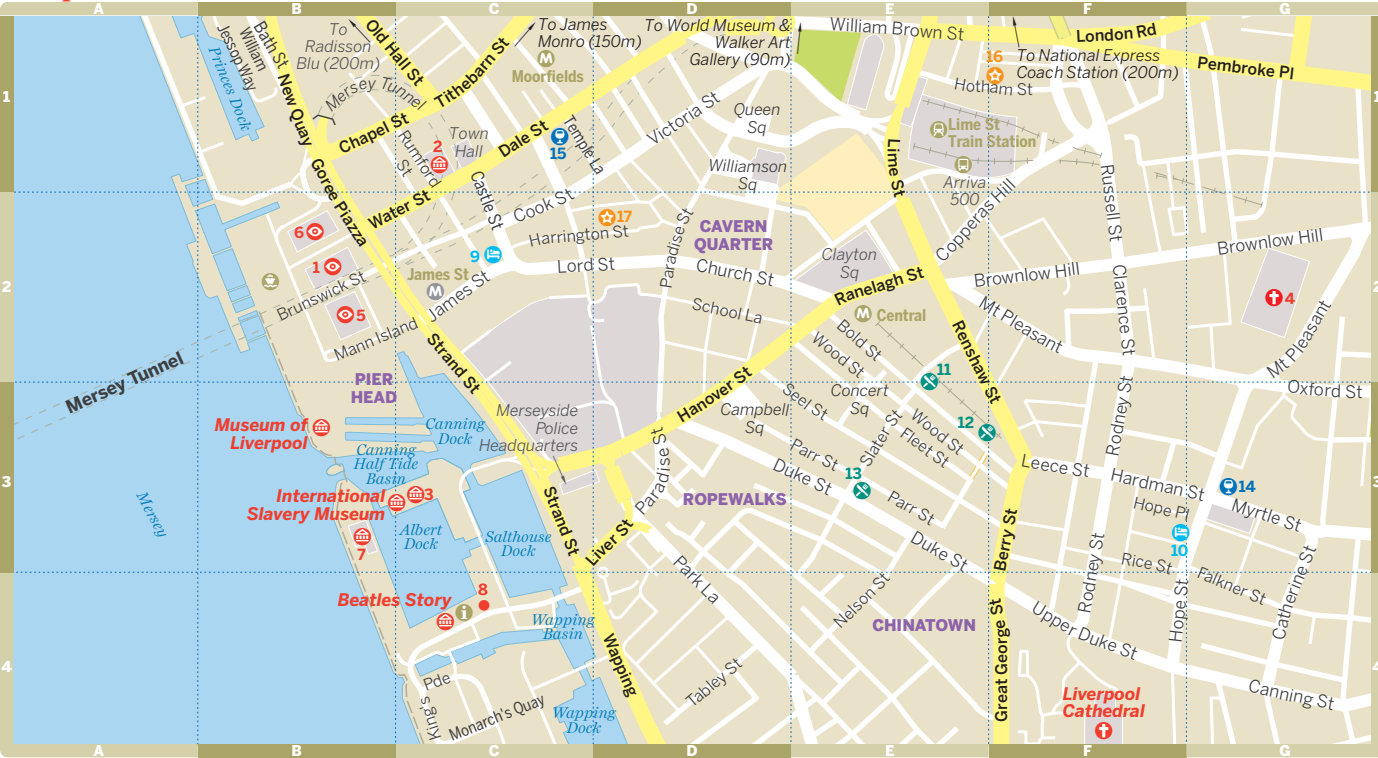 A B C D E F G
To World Museum &
Walker Art
Gallery (90m)
William Brown St
London Rd
To James
Monro (150m)
Moorfields
To
Radisson
Blu (200m)
Old Hall St
Tithebarn St
Bath St
William
Jessop Way
Princes Dock
New Quay
Mersey Tunnel
16
To National Express
Coach Station (200m)
Hotham St
Pembroke Pl
1
1
Chapel St
Rumford
St
2
Town
Hall
Dale St
15
Temple La
Victoria St
Queen
Sq
Williamson
Sq
Lime St
Lime St
Train Station
Arriva
500
Copperas Hill
Russell St
Goree Piazza
Water St
Castle St
Cook St
17
Harrington St
CAVERN
QUARTER
Paradise St
6
1
5
Brunswick St
James St
James St
9
Lord St
Church St
School La
Clayton
Sq
Ranelagh St
Central
Brownlow Hill
Brownlow Hill
4
2
Mt Pleasant
Mt Pleasant
Clarence St
Mann Island
Strand St
Mersey Tunnel
PIER
HEAD
Bold St
Wood St
Renshaw St
11
Oxford St
Museum of
Liverpool
Canning
Dock
Canning
Half Tide
Basin
Merseyside
Police
Headquarters
Hanover St
Campbell
Sq
Seel St
Concert
Sq
Slater St
Wood St
Fleet St
12
Rodney St
Leece St
Hardman St
14
3
3
International
Slavery Museum
3
7
Albert
Dock
Salthouse
Dock
Strand St
Liver St
Paradise St
ROPEWALKS
Parr St
Duke St
13
Parr St
Duke St
Berry St
Hope Pl
Myrtle St
10
Rice St
Falkner St
Mersey
Park La
Nelson St
CHINATOWN
Rodney St
Hope St
Catherine St
Beatles Story
8
Wapping
Basin
Wapping
Great George St
Upper Duke St
4
4
King's
Pde
Monarch's Quay
Wapping
Dock
Tabley St
Liverpool
Cathedral
Canning St
A B C D E F G